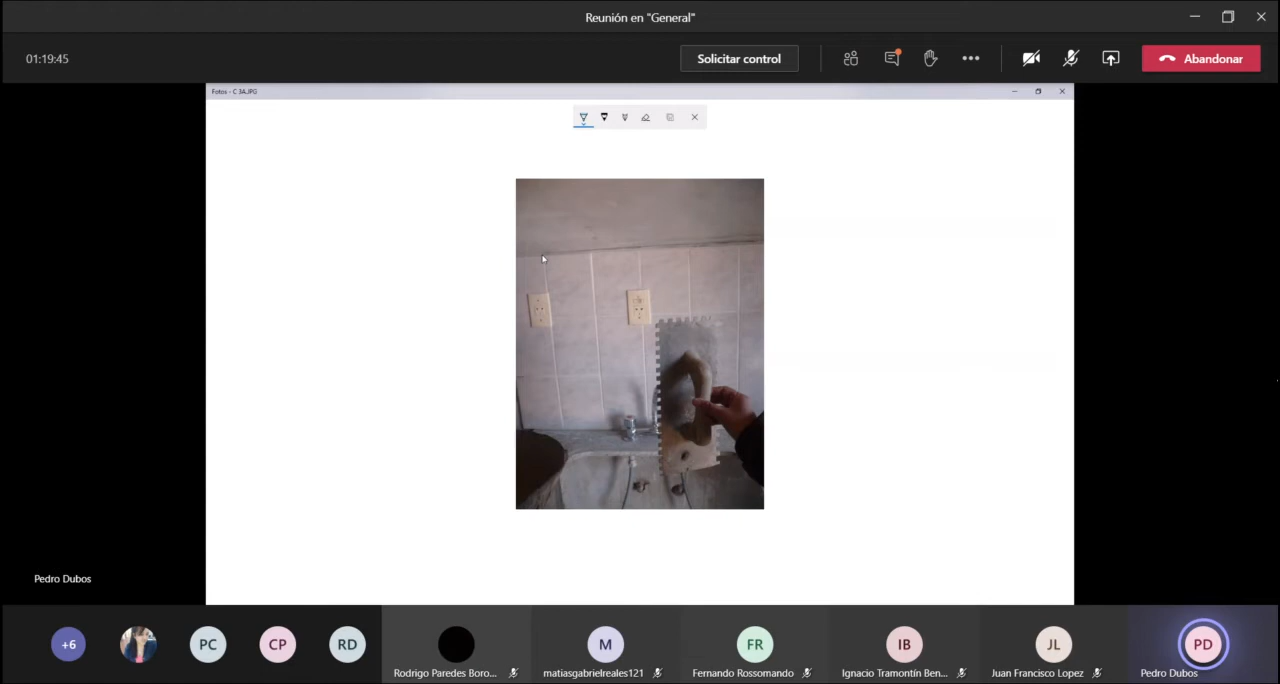 Reunión en "General"
01:19:45
Solicitar control
Abandonar
Fotos - C 3A.JPG
Pedro Dubos
+6
PC
CP
RD
M
FR
IB
JL
PD
Rodrigo Paredes Boro...
matiasgabrielreales121
Fernando Rossomando
Ignacio Tramontín Ben...
Juan Francisco Lopez
Pedro Dubos